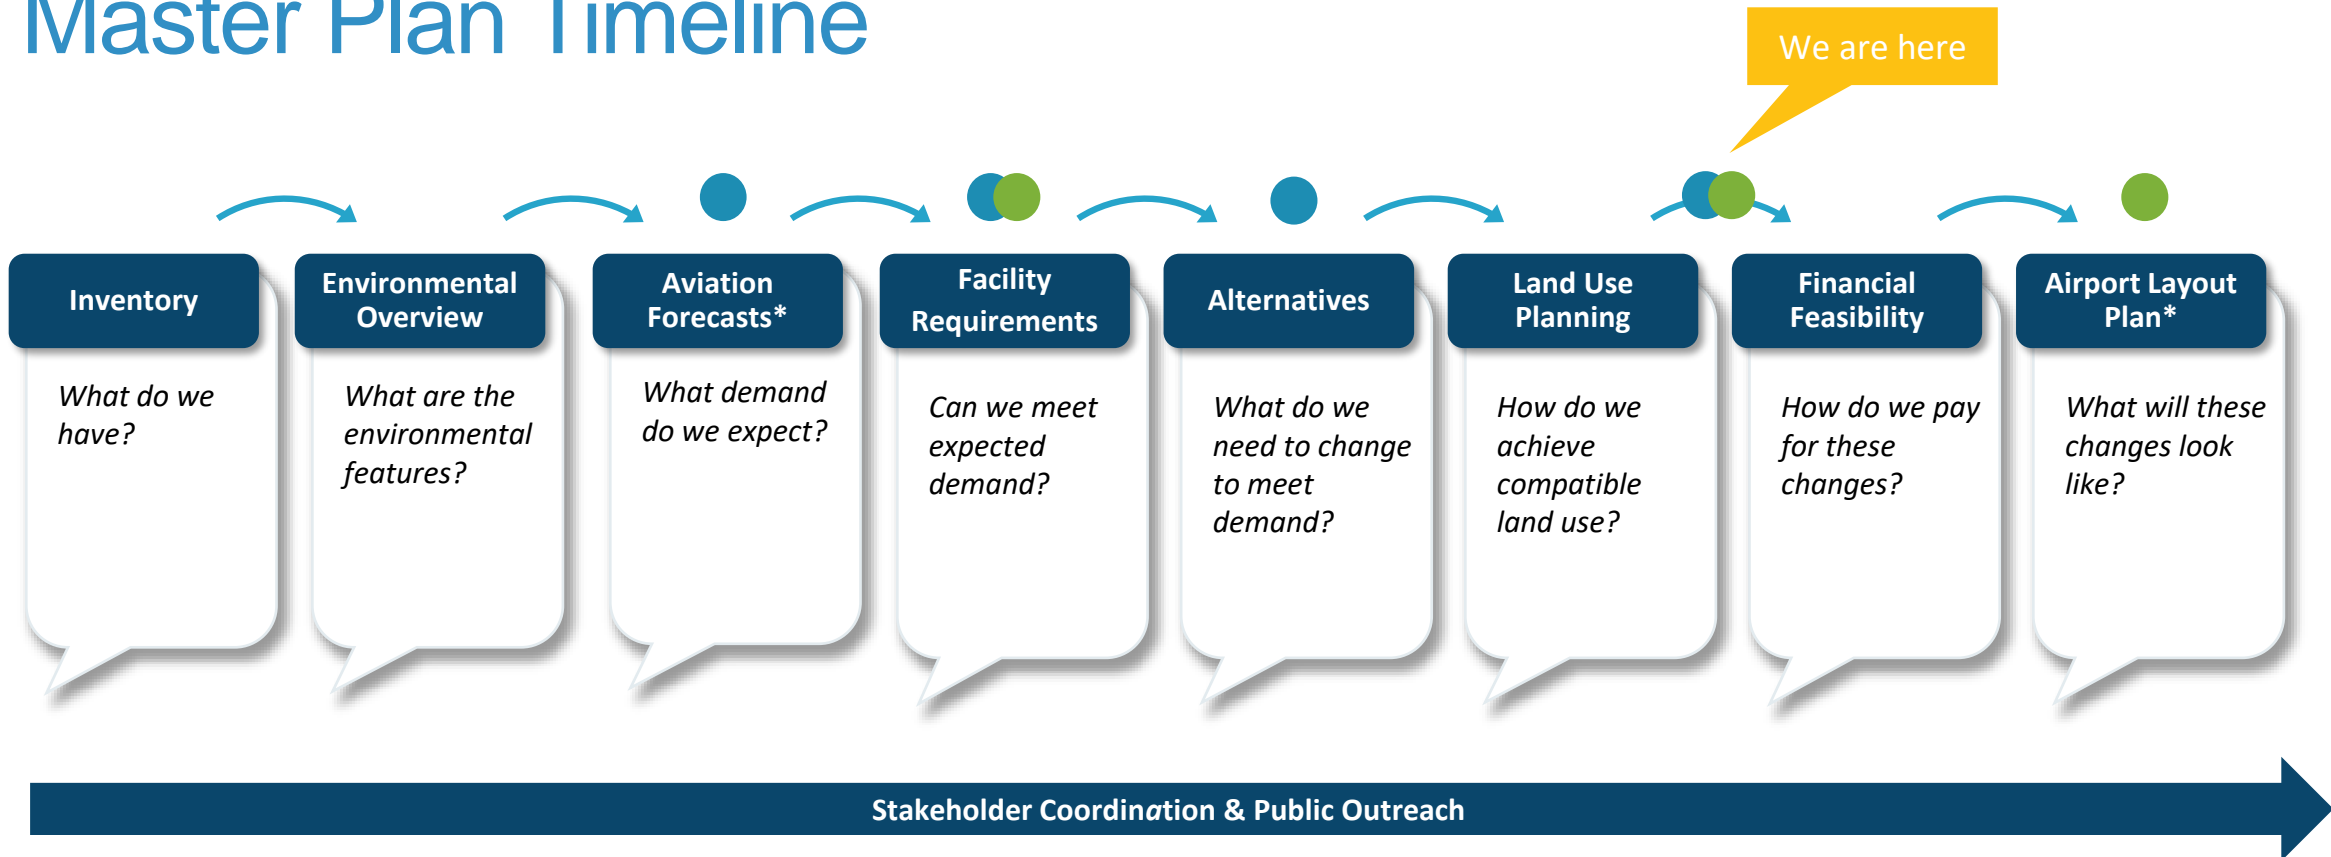 Master Plan Timeline
We are here
Inventory
What do we
have?
Environmental
Overview
What are the
environmental
features?
Aviation
Forecasts*
What demand
do we expect?
Facility
Requirements
Can we meet
expected
demand?
Alternatives
What do we
need to change
to meet
demand?
Land Use
Planning
How do we
achieve
compatible
land use?
Financial
Feasibility
How do we pay
for these
changes?
Airport Layout
Plan*
What will these
changes look
like?
Stakeholder Coordination & Public Outreach